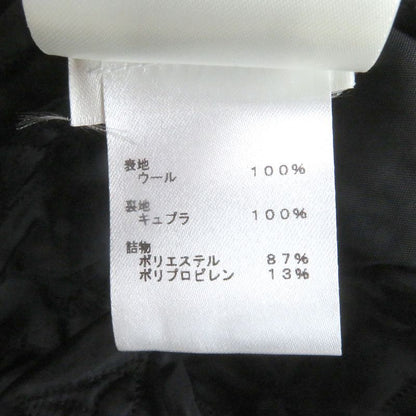 表地
ウール 100%
裏地
キュプラ 100%
詰物
ポリエステル 87%
ポリプロピレン 13%